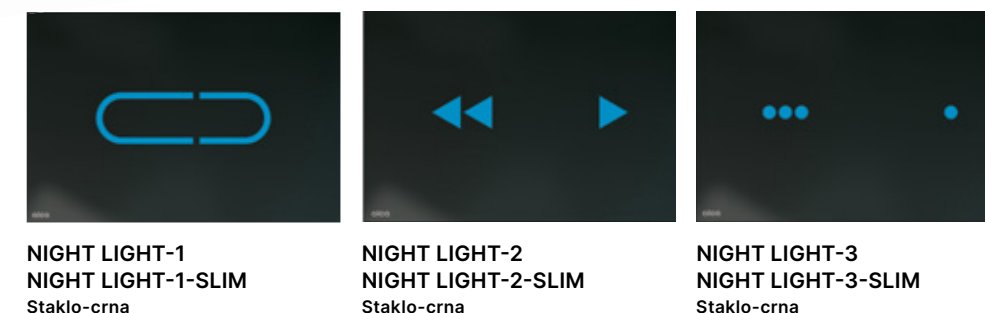 NIGHT LIGHT-1
NIGHT LIGHT-1-SLIM
Staklo-crna
NIGHT LIGHT-2
NIGHT LIGHT-2-SLIM
Staklo-crna
NIGHT LIGHT-3
NIGHT LIGHT-3-SLIM
Staklo-crna